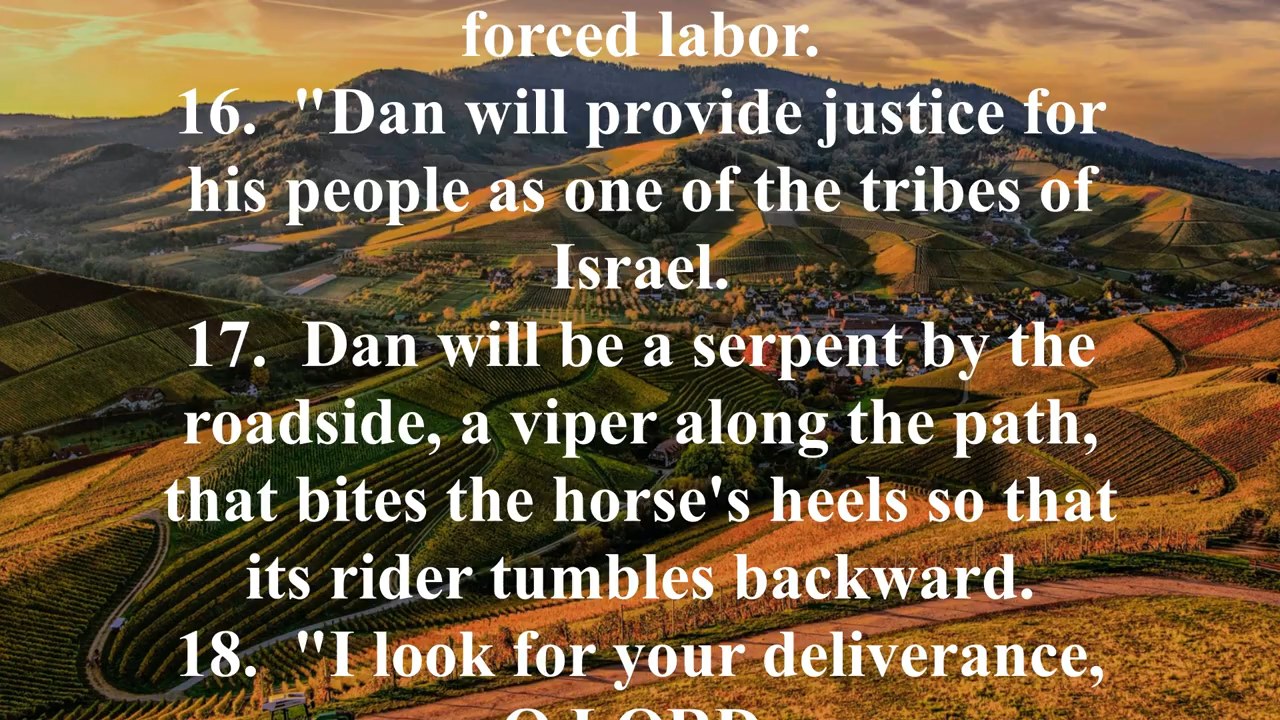 forced labor.
16. "Dan will provide justice for
his people as one of the tribes of
Israel.
17. Dan will be a serpent by the
roadside, a viper along the path,
that bites the horse's heels so that
its rider tumbles backward.
18. "I look for your deliverance,
O LORD